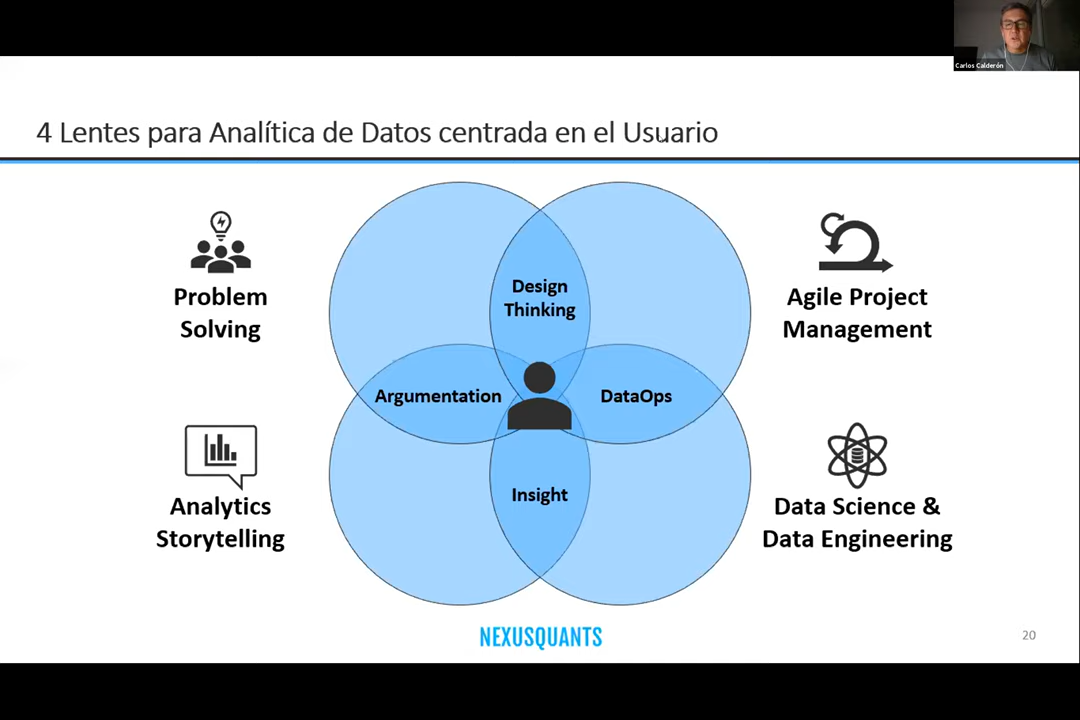 Carlos Calderón
4 Lentes para Analítica de Datos centrada en el Usuario
Problem
Solving
Design
Thinking
Agile Project
Management
Argumentation
DataOps
Analytics
Storytelling
Insight
Data Science &
Data Engineering
NEXUSQUANTS
20